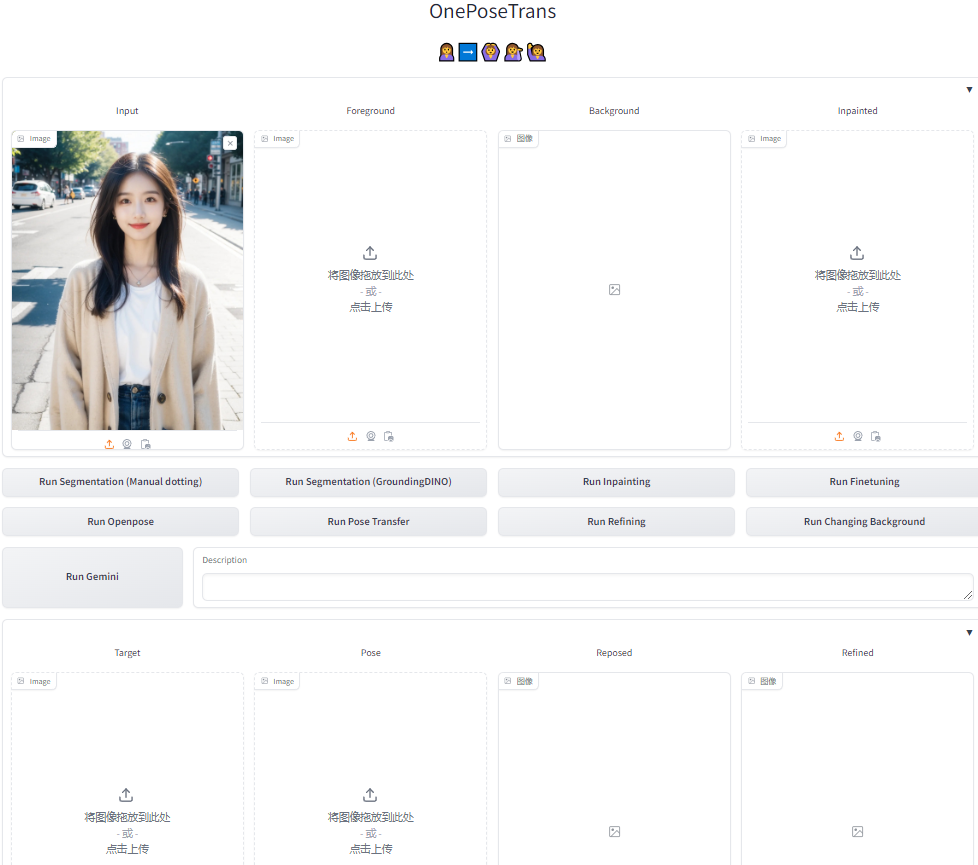 OnePoseTrans
Input
Foreground
Background
Inpainted
Image
Image
图像
Image
将图像拖放到此处
- 或 -
点击上传
将图像拖放到此处
- 或 -
点击上传
Run Segmentation (Manual dotting)
Run Segmentation (GroundingDINO)
Run Inpainting
Run Finetuning
Run Openpose
Run Pose Transfer
Run Refining
Run Changing Background
Run Gemini
Description
Target
Pose
Reposed
Refined
Image
Image
图像
图像
将图像拖放到此处
- 或 -
点击上传
将图像拖放到此处
- 或 -
点击上传